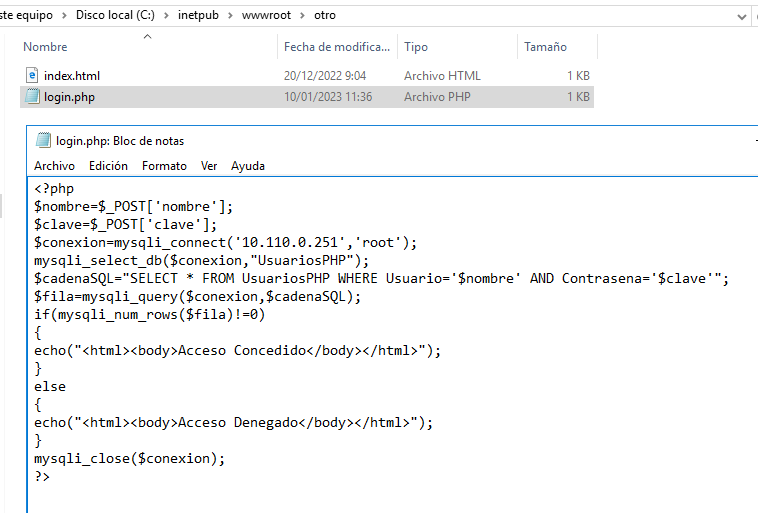 ste equipo > Disco local (C:) > inetpub > wwwroot > otro
Nombre Fecha de modifica... Tipo Tamaño
index.html 20/12/2022 9:04 Archivo HTML 1 KB
login.php 10/01/2023 11:36 Archivo PHP 1 KB
login.php: Bloc de notas
Archivo Edición Formato Ver Ayuda
<?php
$nombre=$_POST['nombre'];
$clave=$_POST['clave'];
$conexion=mysqli_connect('10.110.0.251','root');
mysqli_select_db($conexion,"UsuariosPHP");
$cadenaSQL="SELECT * FROM UsuariosPHP WHERE Usuario='$nombre' AND Contrasena='$clave'";
$fila=mysqli_query($conexion,$cadenaSQL);
if(mysqli_num_rows($fila)!=0)
{
echo("<html><body>Acceso Concedido</body></html>");
}
else
{
echo("<html><body>Acceso Denegado</body></html>");
}
mysqli_close($conexion);
?>